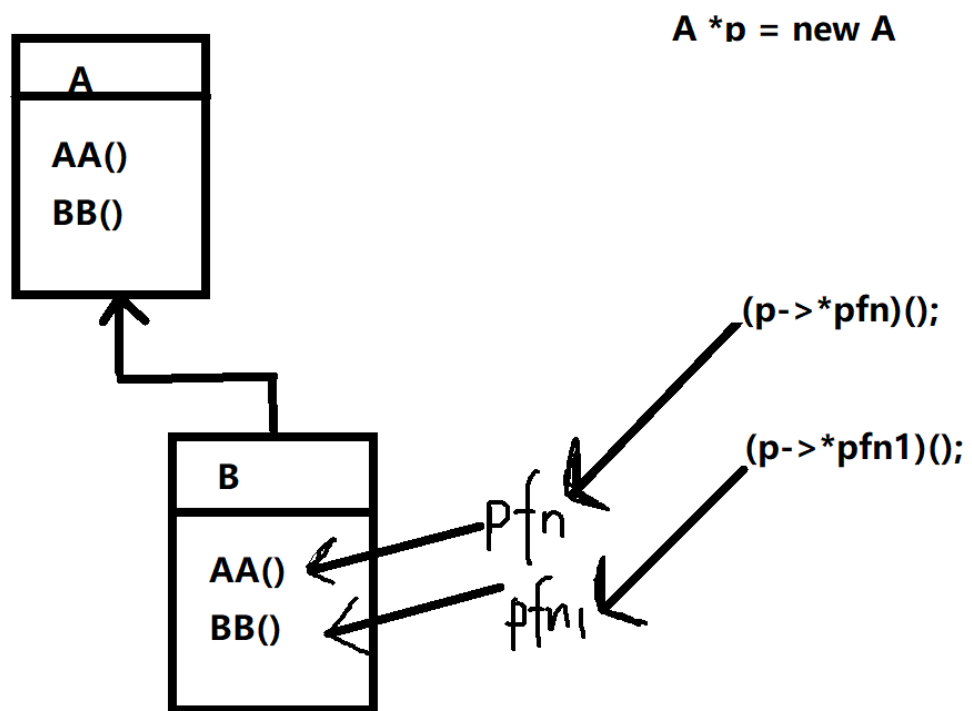 A *p = new A
A
AA()
BB()
(p->*pfn)();
(p->*pfn1)();
B
pfn
AA()
pfn1
BB()